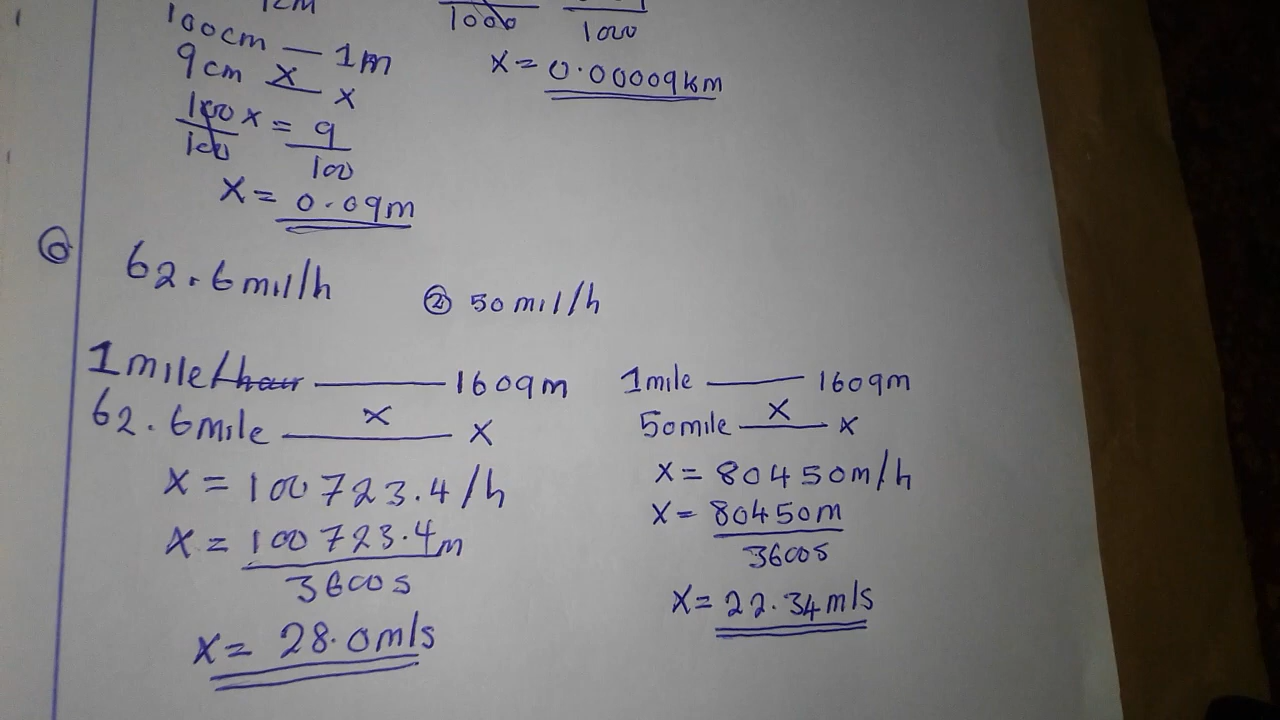 100cm — 1m
9cm x x
100x = 9
100 100
x = 0.09m
1000 1000
x = 0.00009km
6
62.6mil/h
1mile/hour — 1609m
62.6mile — x x
x = 100723.4/h
x = 100723.4m
3600s
x = 28.0m/s
② 50mil/h
1mile — 1609m
50mile — x x
x = 80450m/h
x = 80450m
3600s
x = 22.34m/s